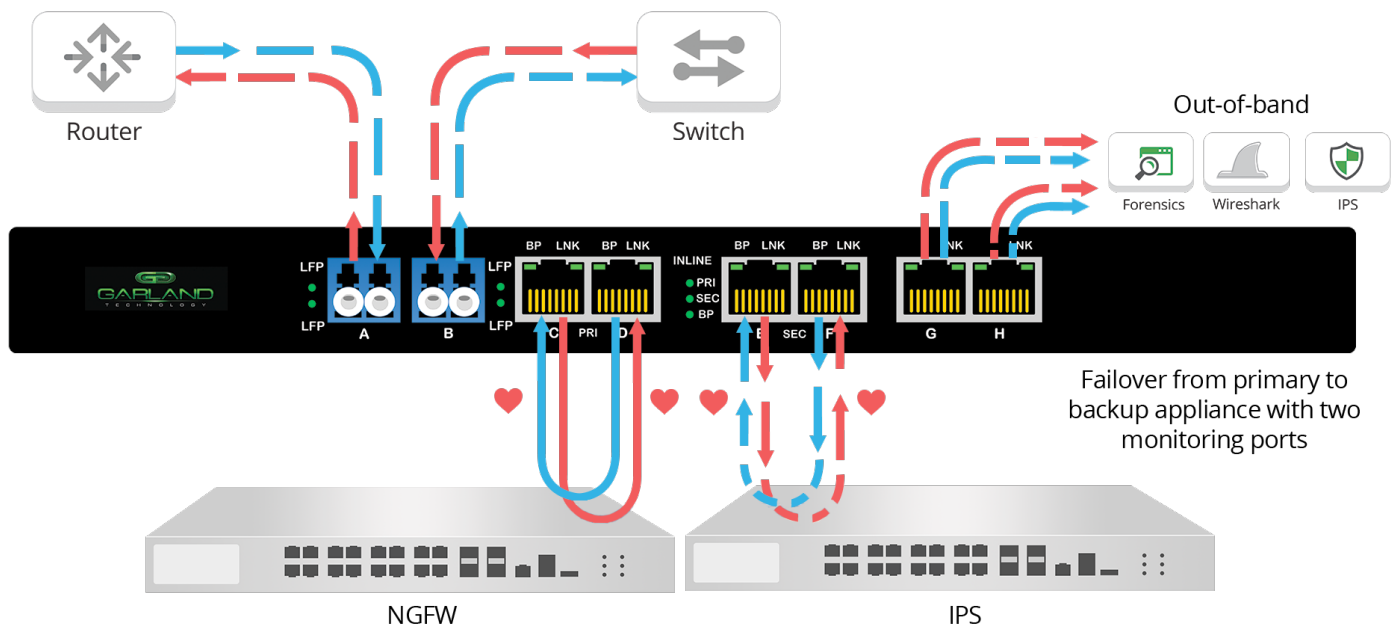 Router
Switch
Out-of-band
Forensics
Wireshark
IPS
GARLAND
TECHNOLOGY
LFP
LFP
A
B
LFP
LFP
BP LNK BP LNK
C PRI D
INLINE
PRI
SEC
BP
BP LNK BP LNK
E SEC F
LNK
LNK
G
H
Failover from primary to
backup appliance with two
monitoring ports
NGFW
IPS